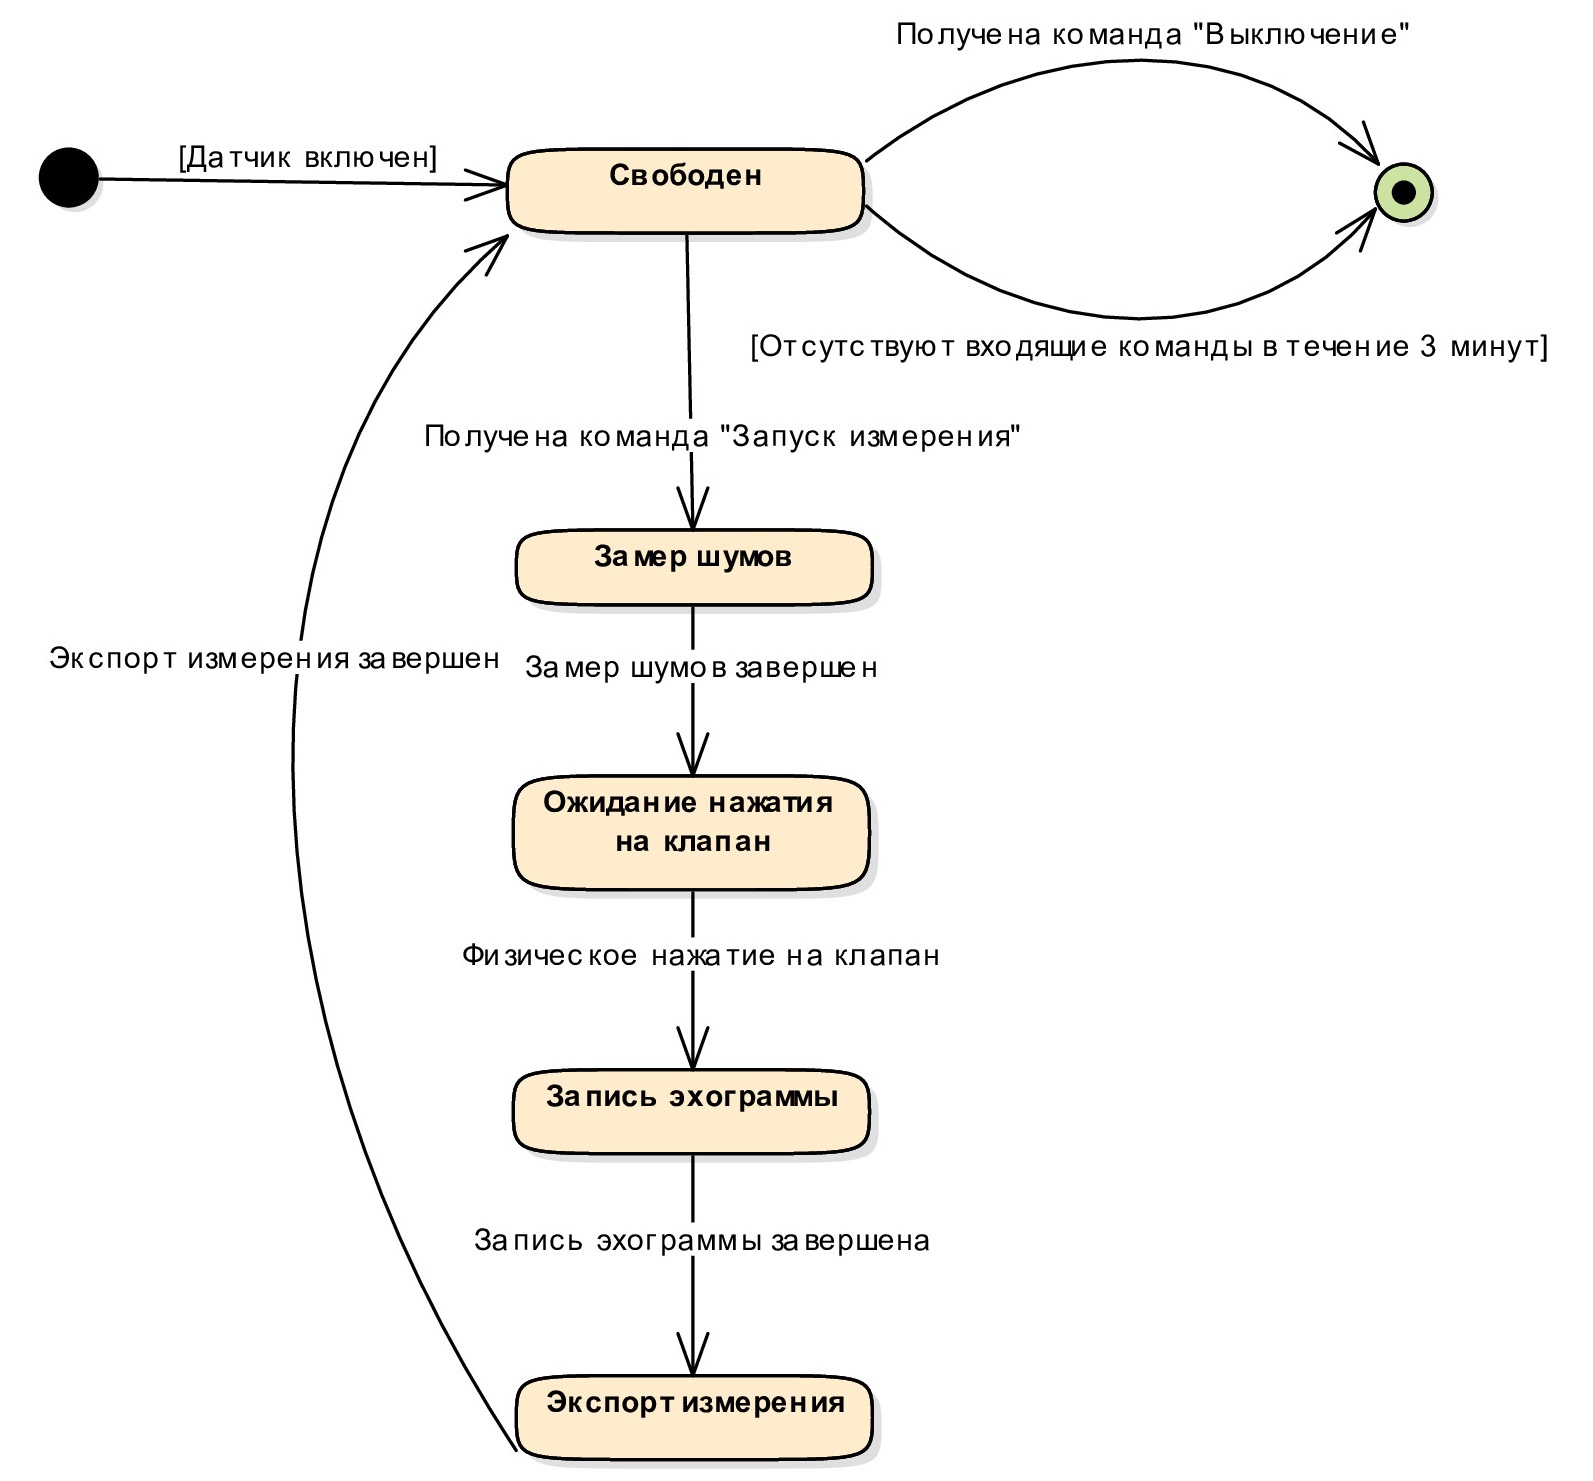 Получена команда "Выключение"
[Датчик включен]
Свободен
[Отсутствуют входящие команды в течение 3 минут]
Получена команда "Запуск измерения"
Замер шумов
Экспорт измерения завершен
Замер шумов завершен
Ожидание нажатия
на клапан
Физическое нажатие на клапан
Запись эхограммы
Запись эхограммы завершена
Экспорт измерения